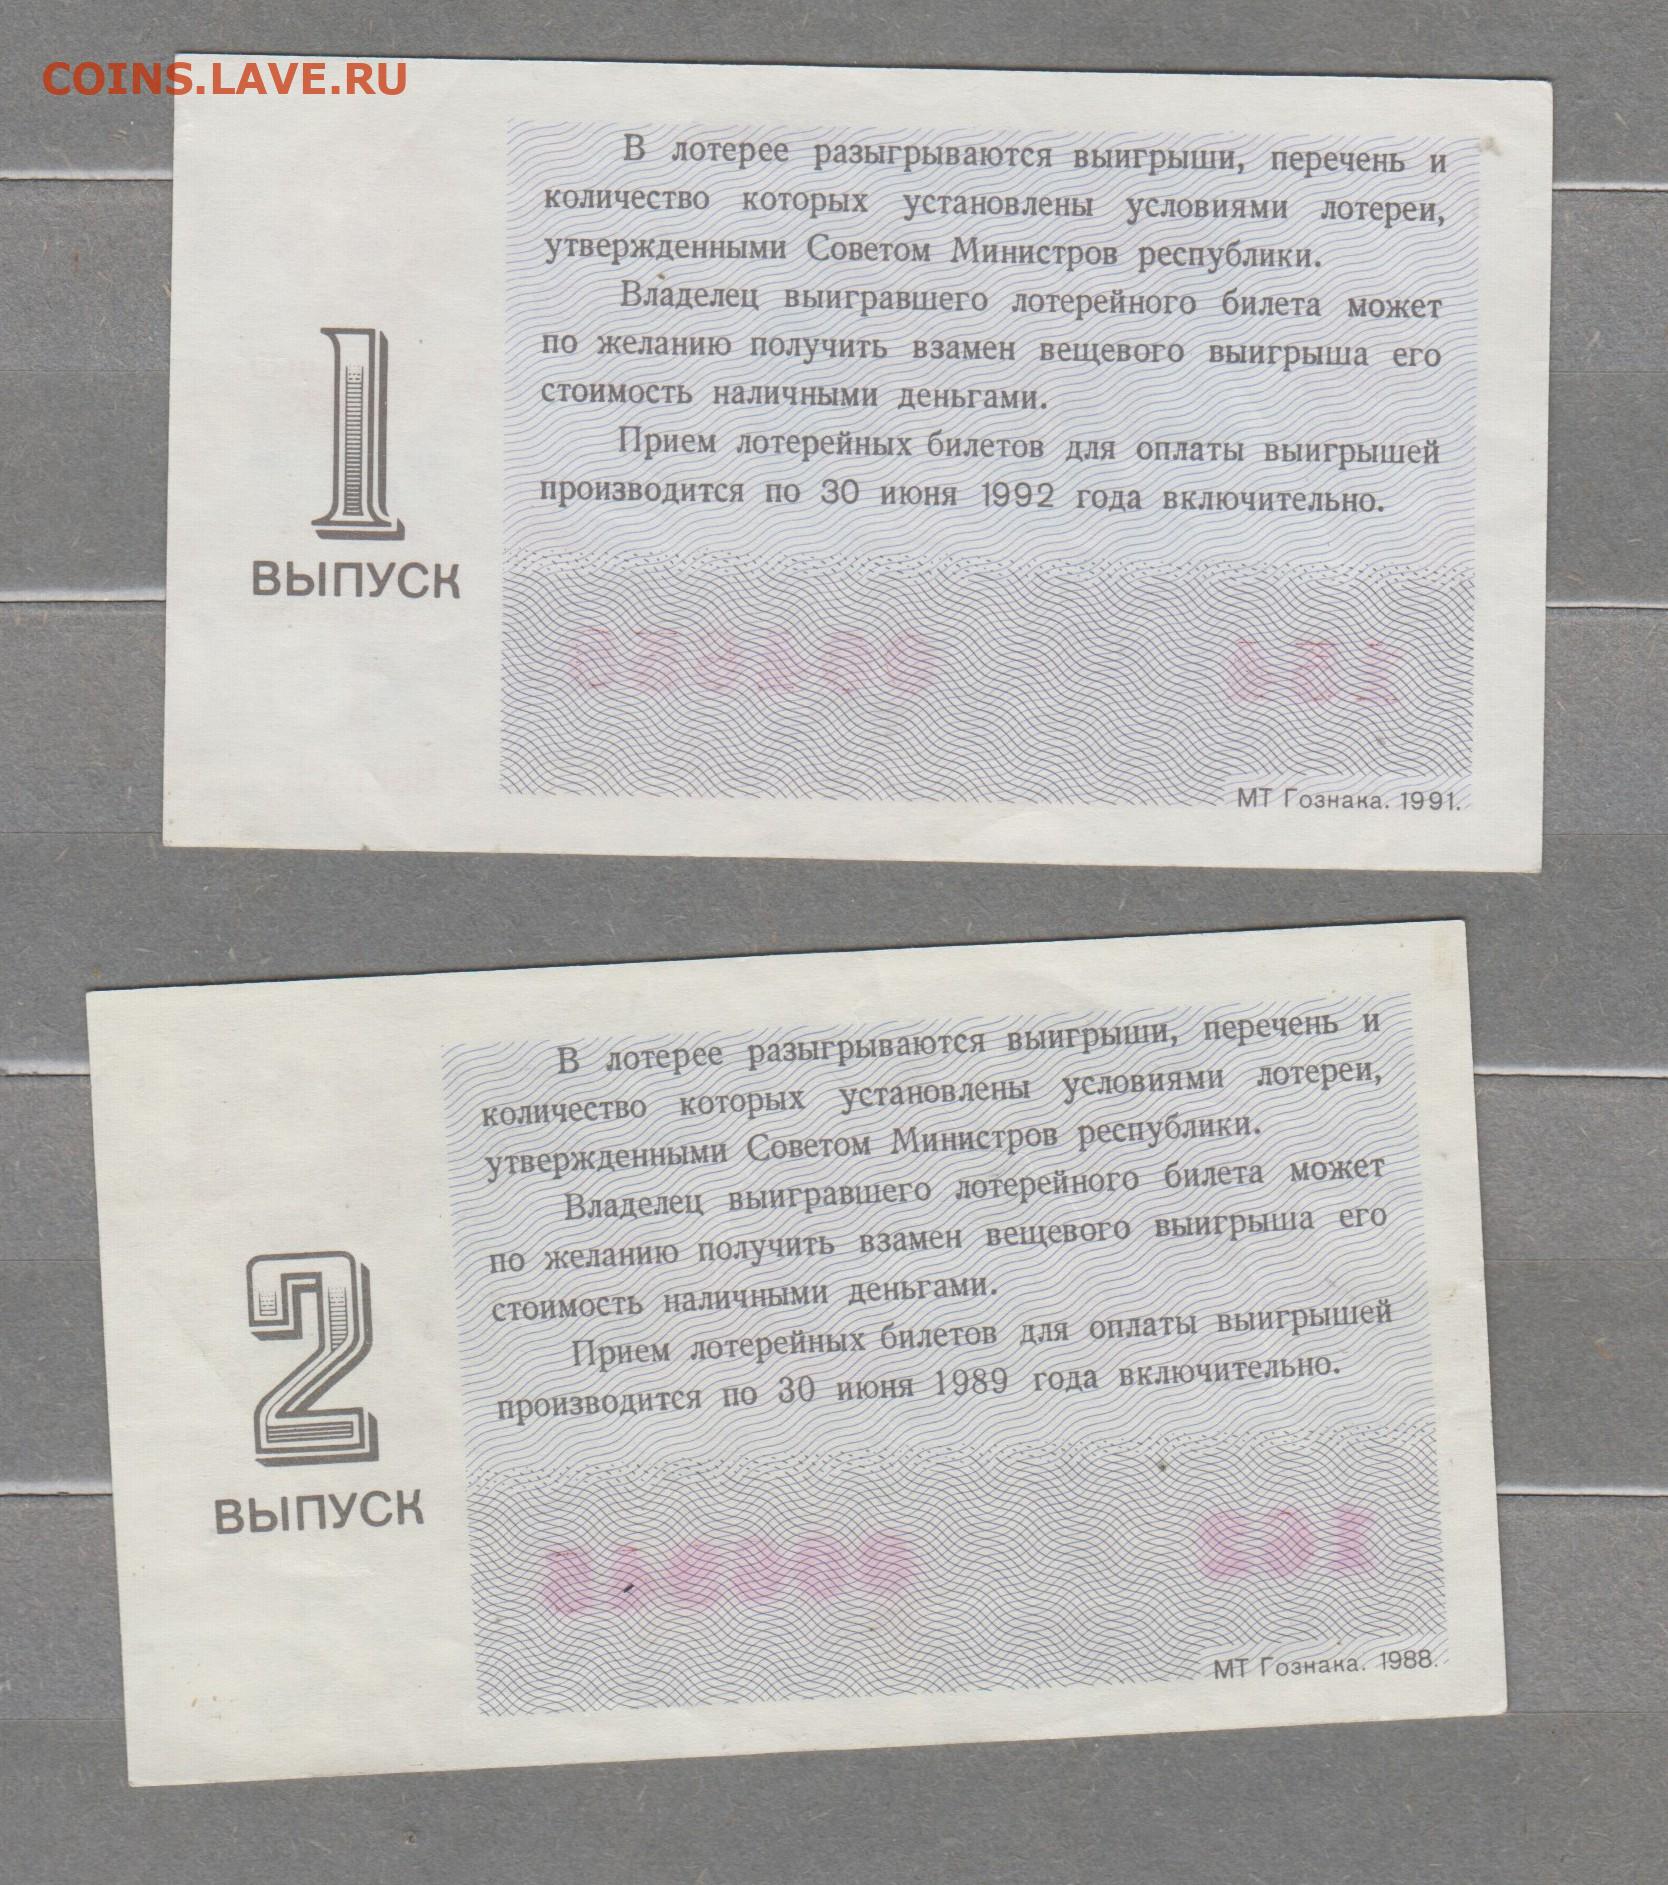 COINS.LAVE.RU
В лотерее разыгрываются выигрыши, перечень и
количество которых установлены условиями лотереи,
утвержденными Советом Министров республики.
Владелец выигравшего лотерейного билета может
по желанию получить взамен вещевого выигрыша его
стоимость наличными деньгами.
Прием лотерейных билетов для оплаты выигрышей
производится по 30 июня 1992 года включительно.
1
ВЫПУСК
МТ Гознака. 1991.
В лотерее разыгрываются выигрыши, перечень и
количество которых установлены условиями лотереи,
утвержденными Советом Министров республики.
Владелец выигравшего лотерейного билета может
по желанию получить взамен вещевого выигрыша его
стоимость наличными деньгами.
Прием лотерейных билетов для оплаты выигрышей
производится по 30 июня 1989 года включительно.
2
ВЫПУСК
МТ Гознака. 1988.